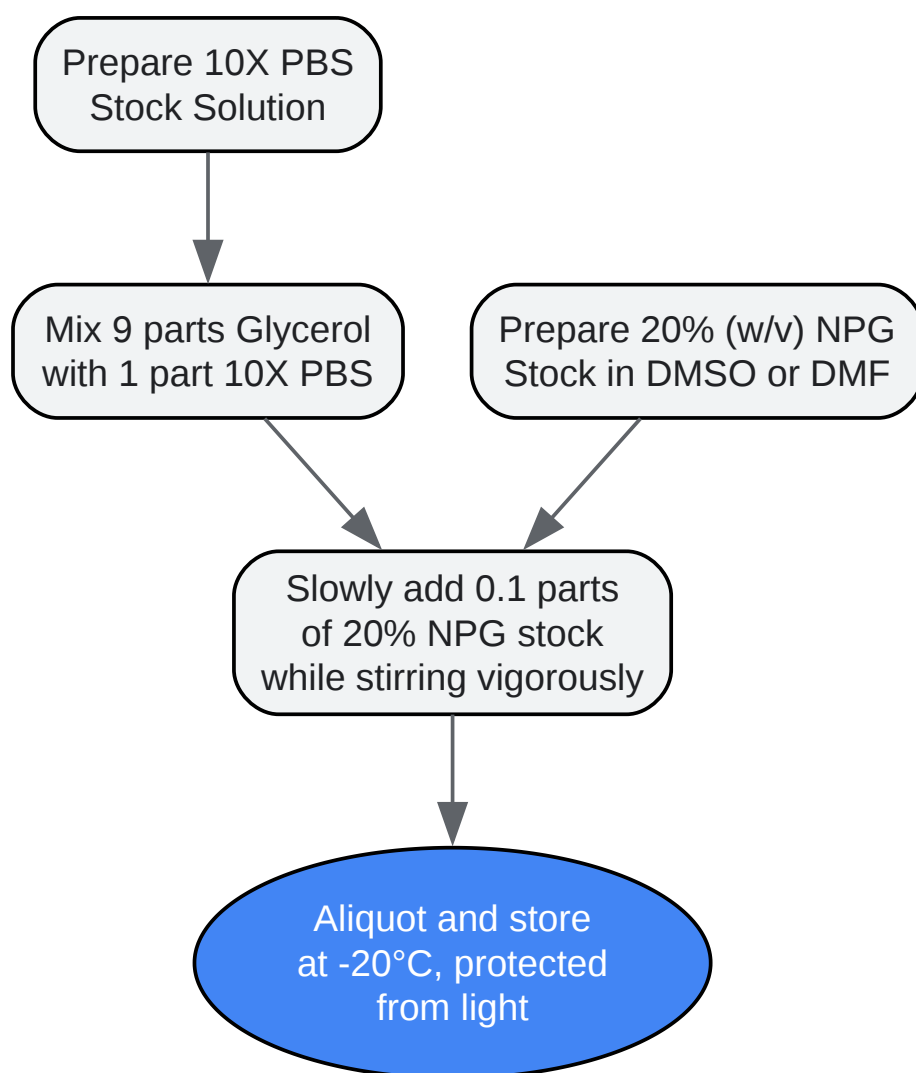 Prepare 10X PBS
Stock Solution
Mix 9 parts Glycerol
with 1 part 10X PBS
Prepare 20% (w/v) NPG
Stock in DMSO or DMF
Slowly add 0.1 parts
of 20% NPG stock
while stirring vigorously
Aliquot and store
at -20°C, protected
from light